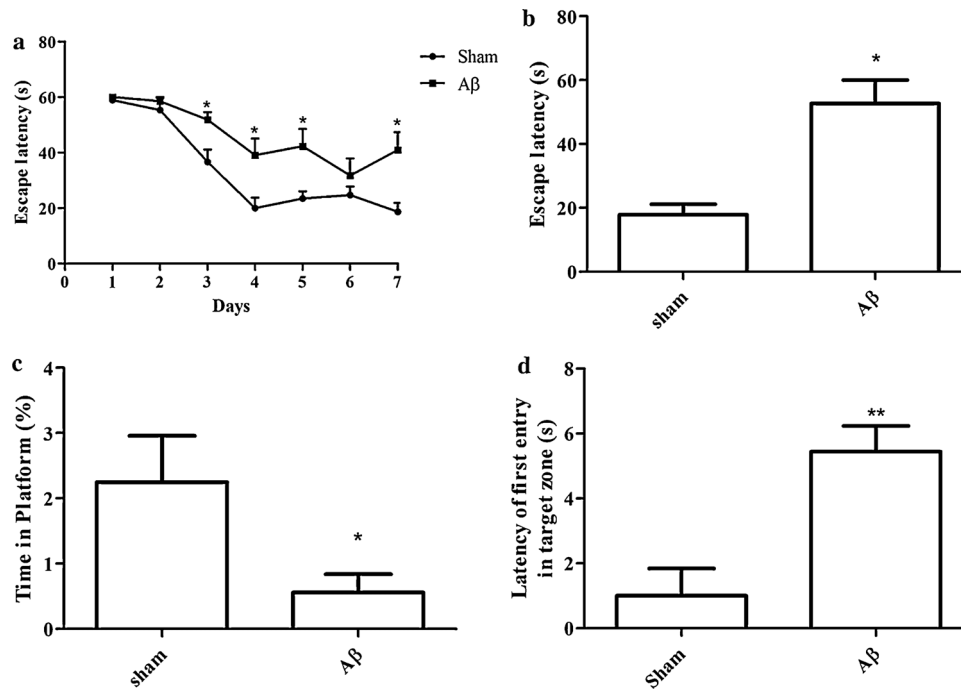 a
80
60
40
20
0
Escape latency (s)
0 1 2 3 4 5 6 7
Days
* * * *
Sham
Aβ
b
80
60
40
20
0
Escape latency (s)
*
sham
Aβ
c
4
3
2
1
0
Time in Platform (%)
*
sham
Aβ
d
8
6
4
2
0
Latency of first entry
in target zone (s)
**
Sham
Aβ